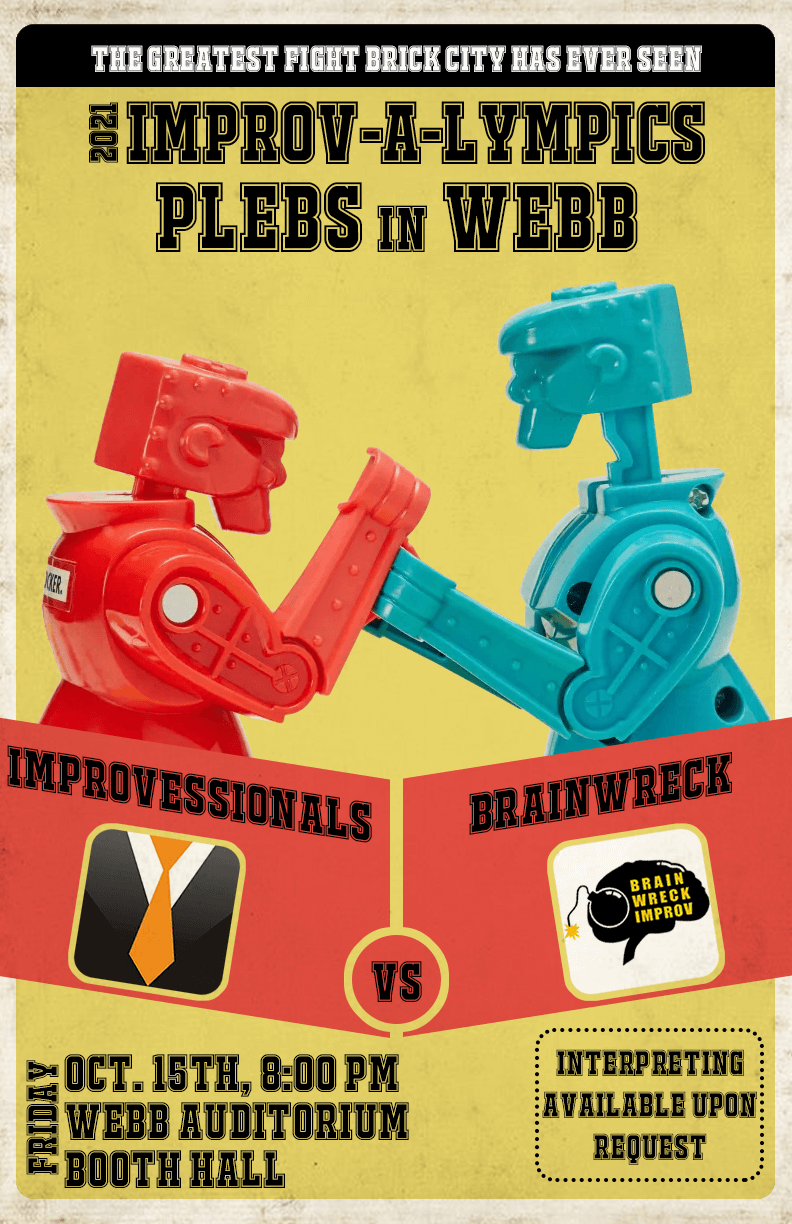 THE GREATEST FIGHT BRICK CITY HAS EVER SEEN
2021 IMPROV-A-LYMPICS
PLEBS IN WEBB
IMPROVESSIONALS
BRAINWRECK
BRAIN
WRECK
IMPROV
VS
FRIDAY
OCT. 15TH, 8:00 PM
WEBB AUDITORIUM
BOOTH HALL
INTERPRETING
AVAILABLE UPON
REQUEST